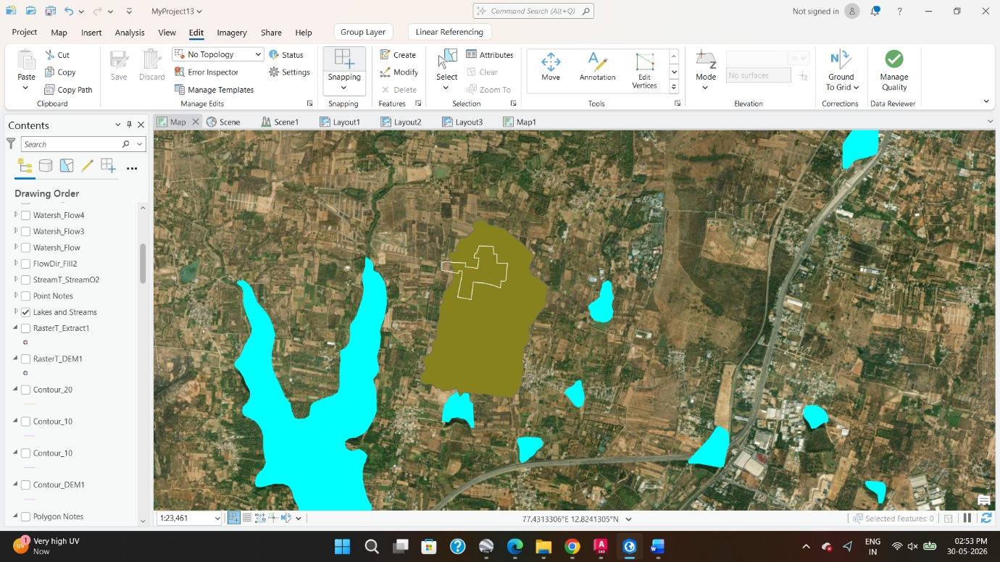 MyProject13
Command Search (Alt+Q)
Not signed in
?
Project Map Insert Analysis View Edit Imagery Share Help Group Layer Linear Referencing
Paste
Cut
Copy
Copy Path
Clipboard
Save
Discard
No Topology
Error Inspector
Manage Templates
Status
Settings
Manage Edits
Snapping
Snapping
Create
Modify
Delete
Features
Select
Attributes
Clear
Zoom To
Selection
Move
Annotation
Edit
Vertices
Tools
Mode
m
No surfaces
Elevation
Ground
To Grid
Corrections
Manage
Quality
Data Reviewer
Contents
Search
Drawing Order
Watersh_Flow4
Watersh_Flow3
Watersh_Flow
FlowDir_Fill2
StreamT_StreamO2
Point Notes
Lakes and Streams
RasterT_Extract1
RasterT_DEM1
Contour_20
Contour_10
Contour_10
Contour_DEM1
Polygon Notes
Map Scene Scene1 Layout1 Layout2 Layout3 Map1
1:23,461
77.4313306°E 12.8241305°N
Selected Features: 0
Very high UV
Now
ENG
IN
02:53 PM
30-05-2026